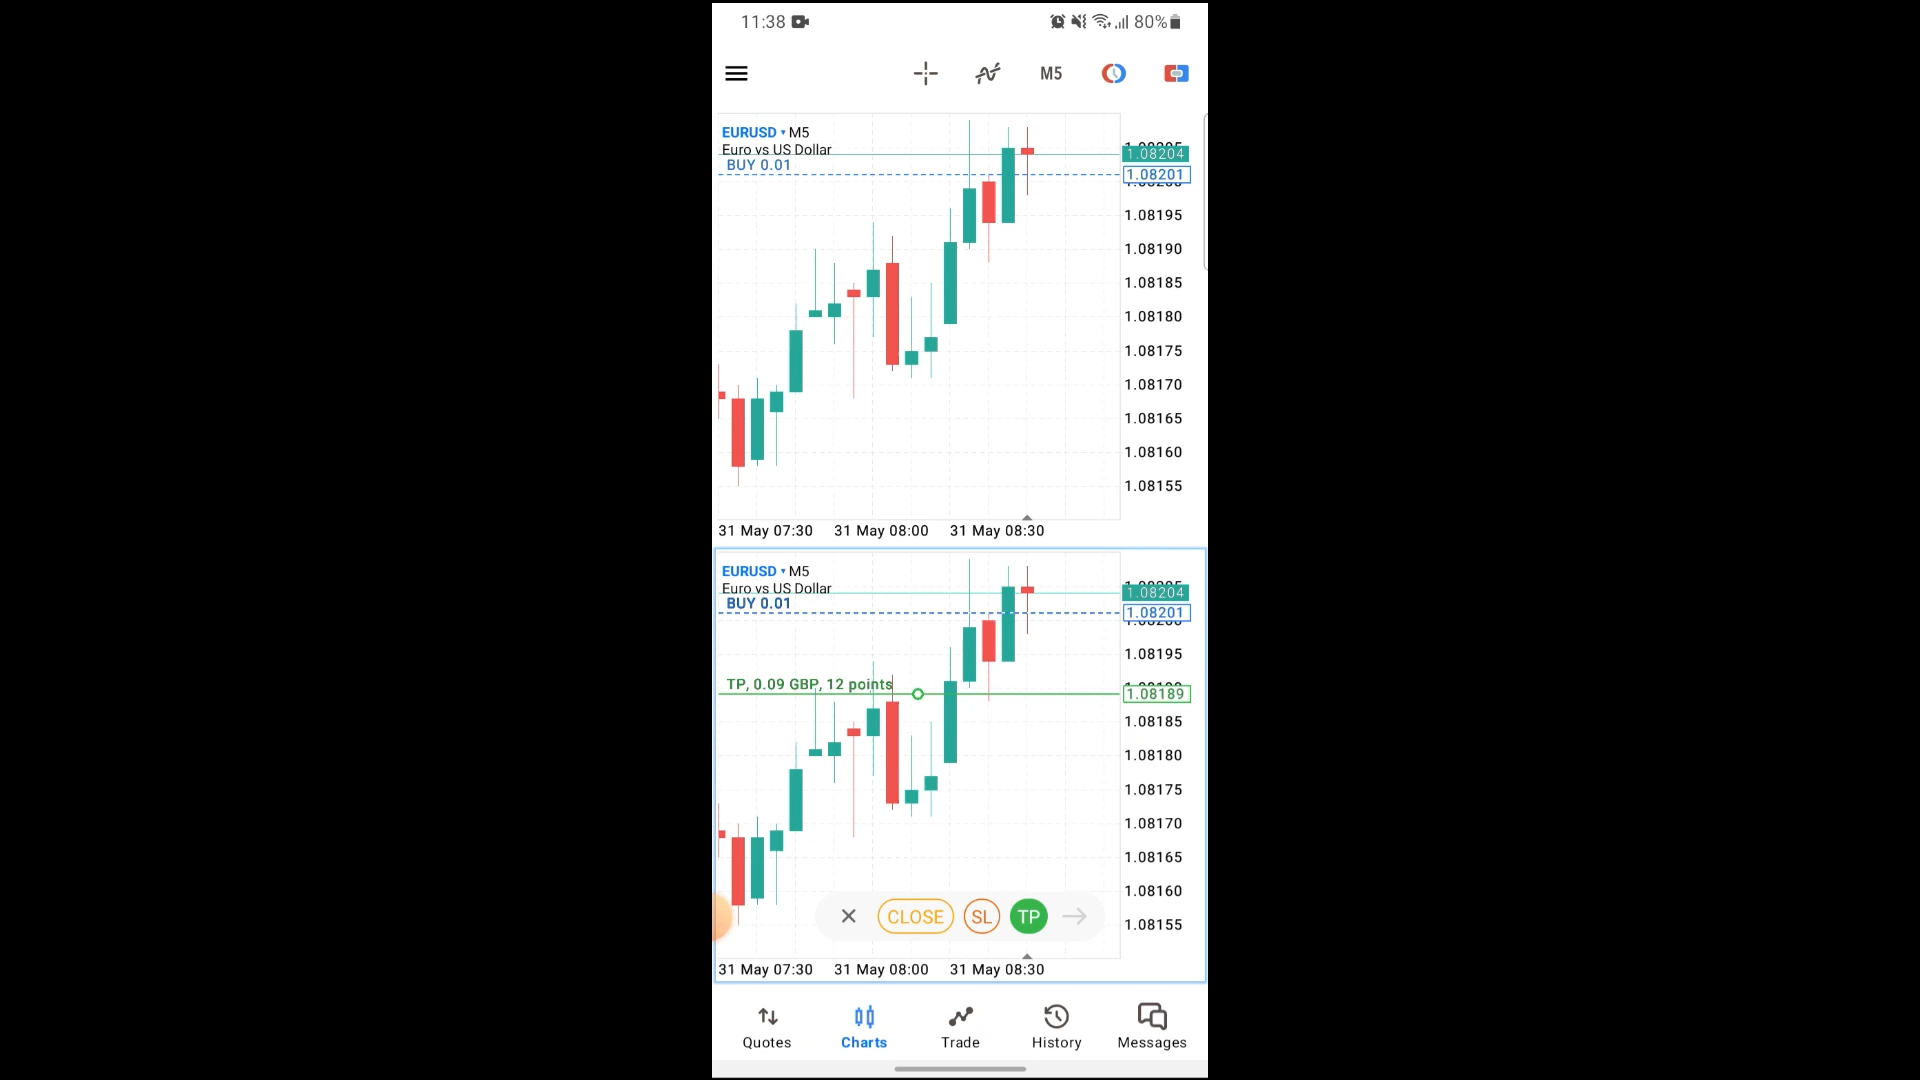 11:38
80%
M5
EURUSD M5
Euro vs US Dollar
BUY 0.01
1.08204
1.08201
1.08195
1.08190
1.08185
1.08180
1.08175
1.08170
1.08165
1.08160
1.08155
31 May 07:30 31 May 08:00 31 May 08:30
EURUSD M5
Euro vs US Dollar
BUY 0.01
1.08204
1.08201
1.08195
TP, 0.09 GBP, 12 points
1.08189
1.08185
1.08180
1.08175
1.08170
1.08165
1.08160
1.08155
CLOSE SL TP
31 May 07:30 31 May 08:00 31 May 08:30
Quotes Charts Trade History Messages